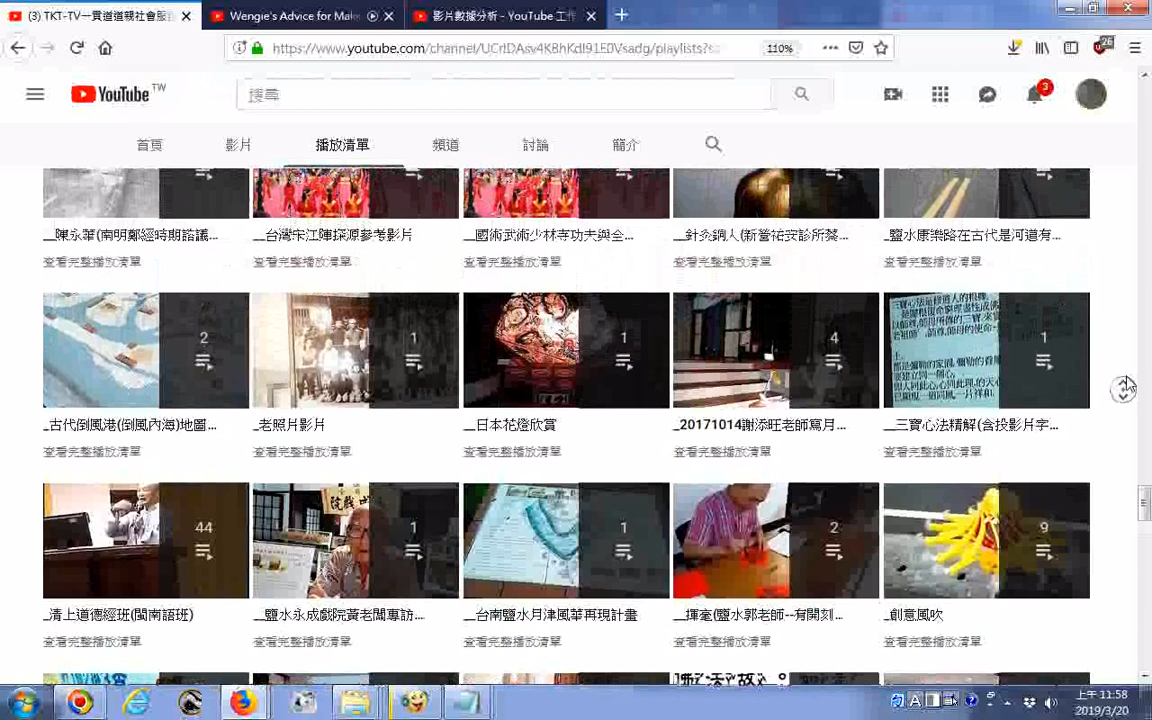 (3) TKT-TV一貫道道親社會服
Wengie's Advice for Mak
影片數據分析 - YouTube 工作
https://www.youtube.com/channel/UCrIDAsv4KBhKdI91E0Vsadg/playlists?s
110%
26
YouTube TW
搜尋
3
首頁 影片 播放清單 頻道 討論 簡介
__陳永華(南明鄭經時期諮議...
__台灣宋江陣探源參考影片
__國術武術少林寺功夫與全...
__針灸銅人(新營祐安診所蔡...
_鹽水康樂路在古代是河道有...
查看完整播放清單 查看完整播放清單 查看完整播放清單 查看完整播放清單 查看完整播放清單
2 1 1 4 1
_古代倒風港(倒風內海)地圖...
_老照片影片
__日本花燈欣賞
_20171014謝添旺老師寫月...
__三寶心法精解(含投影片字...
查看完整播放清單 查看完整播放清單 查看完整播放清單 查看完整播放清單 查看完整播放清單
44 1 1 2 9
_清上道德經班(閩南語班)
__鹽水永成戲院黃老闆專訪...
__台南鹽水月津風華再現計畫
__揮毫(鹽水郭老師--有開刻...
_創意風吹
查看完整播放清單 查看完整播放清單 查看完整播放清單 查看完整播放清單 查看完整播放清單
上午 11:58
2019/3/20